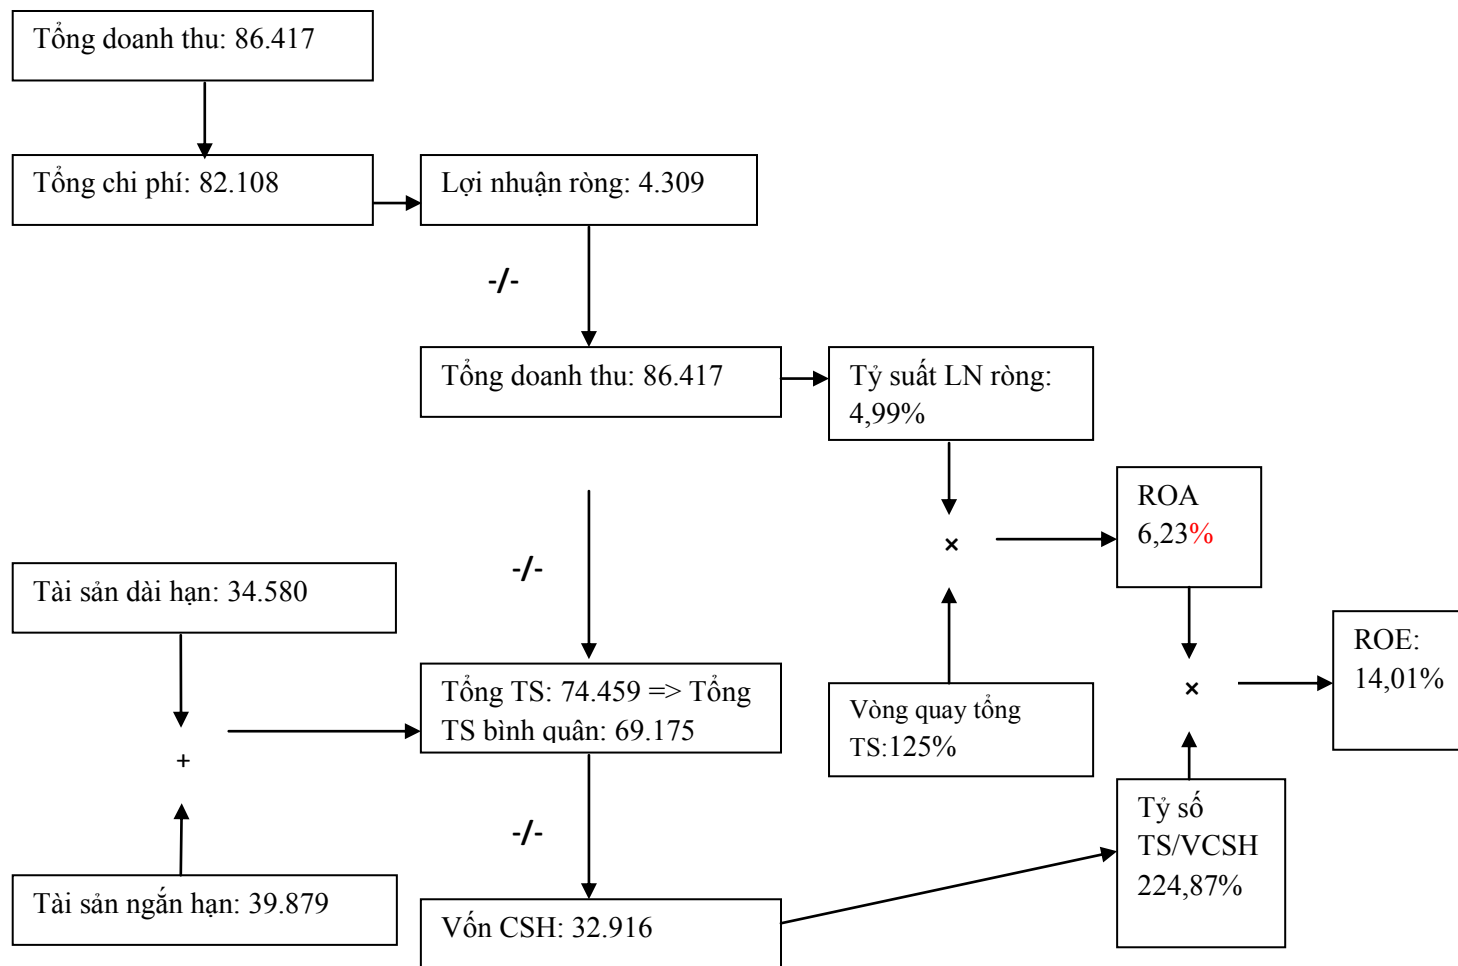 Tổng doanh thu: 86.417
Tổng chi phí: 82.108
Lợi nhuận ròng: 4.309
-/-
Tổng doanh thu: 86.417
Tỷ suất LN ròng:
4,99%
ROA
6,23%
×
-/-
Tài sản dài hạn: 34.580
ROE:
14,01%
Tổng TS: 74.459 => Tổng
TS bình quân: 69.175
Vòng quay tổng
TS:125%
×
+
Tỷ số
TS/VCSH
224,87%
-/-
Tài sản ngắn hạn: 39.879
Vốn CSH: 32.916